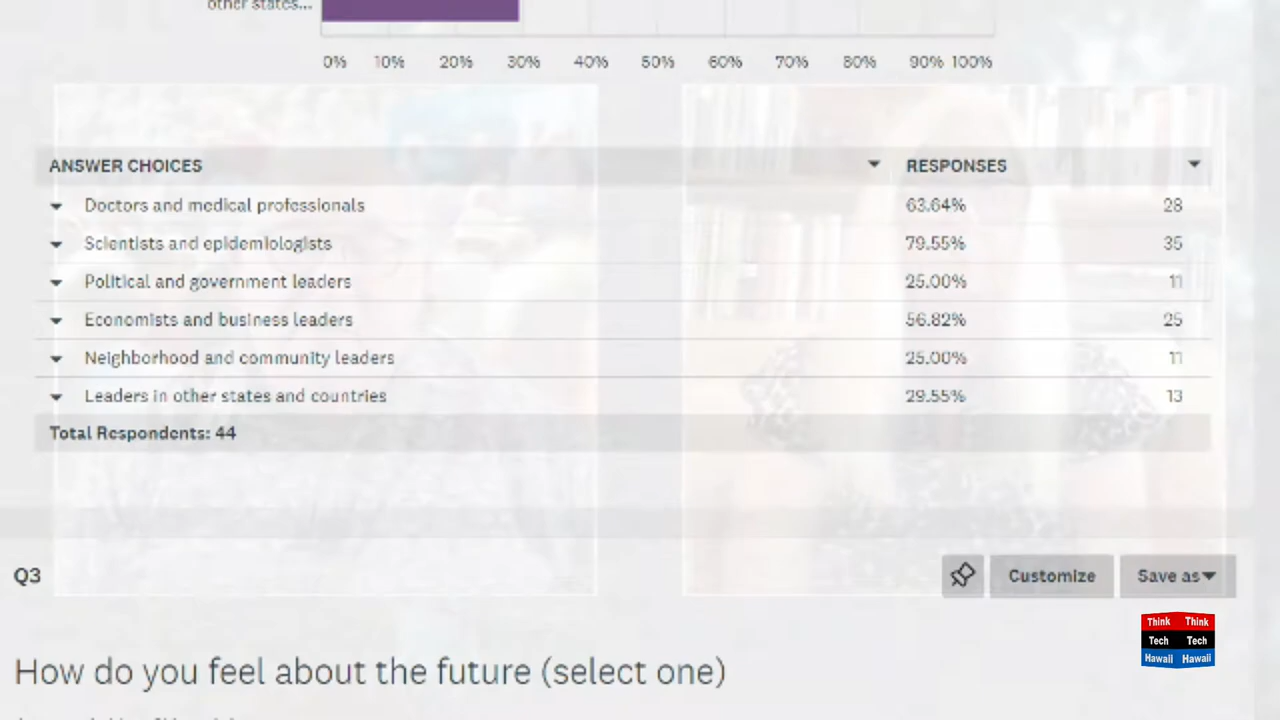 other states...
0% 10% 20% 30% 40% 50% 60% 70% 80% 90% 100%
ANSWER CHOICES RESPONSES
Doctors and medical professionals 63.64% 28
Scientists and epidemiologists 79.55% 35
Political and government leaders 25.00% 11
Economists and business leaders 56.82% 25
Neighborhood and community leaders 25.00% 11
Leaders in other states and countries 29.55% 13
Total Respondents: 44
Q3 Customize Save as
Think Think
Tech Tech
Hawaii Hawaii
How do you feel about the future (select one)